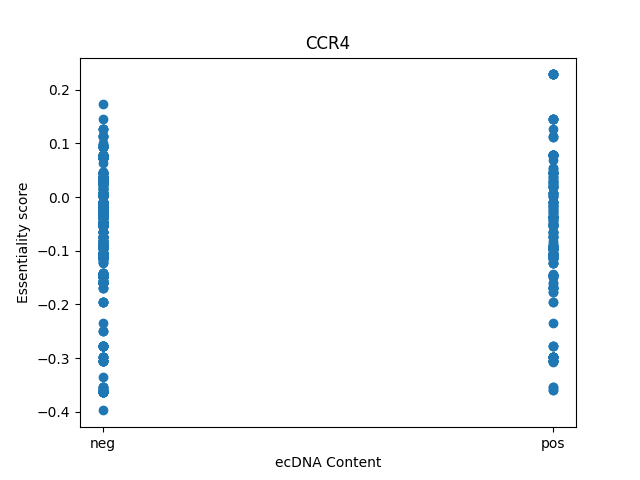 CCR4
0.2
0.1
0.0
−0.1
−0.2
−0.3
−0.4
Essentiality score
neg
pos
ecDNA Content